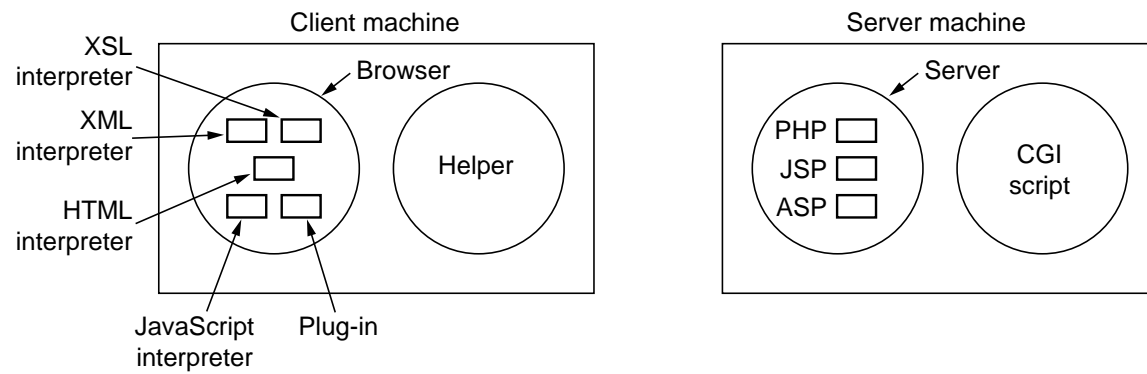 Client machine
Server machine
XSL
interpreter
Browser
Server
XML
interpreter
PHP
Helper
JSP
CGI
script
ASP
HTML
interpreter
JavaScript
interpreter
Plug-in